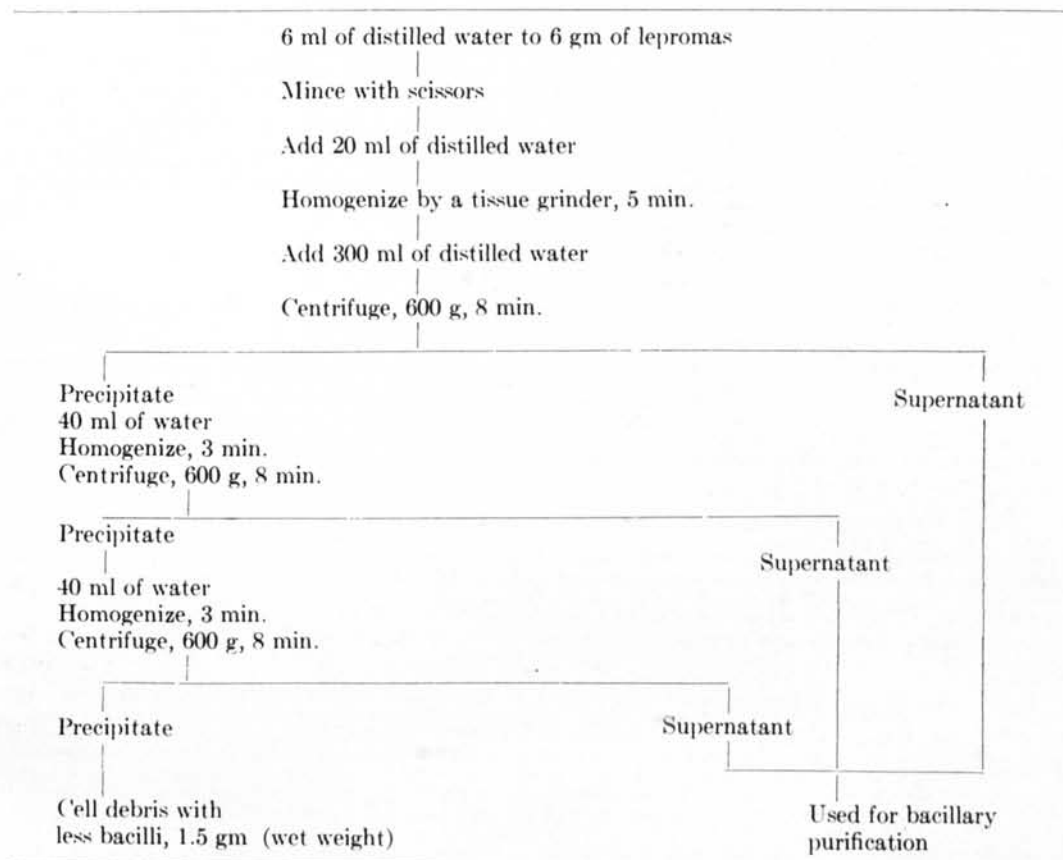 6 ml of distilled water to 6 gm of lepromas
Mince with scissors
Add 20 ml of distilled water
Homogenize by a tissue grinder, 5 min.
Add 300 ml of distilled water
Centrifuge, 600 g, 8 min.
Precipitate
40 ml of water
Homogenize, 3 min.
Centrifuge, 600 g, 8 min.
Supernatant
Precipitate
Supernatant
40 ml of water
Homogenize, 3 min.
Centrifuge, 600 g, 8 min.
Precipitate
Supernatant
Cell debris with
less bacilli, 1.5 gm (wet weight)
Used for bacillary
purification